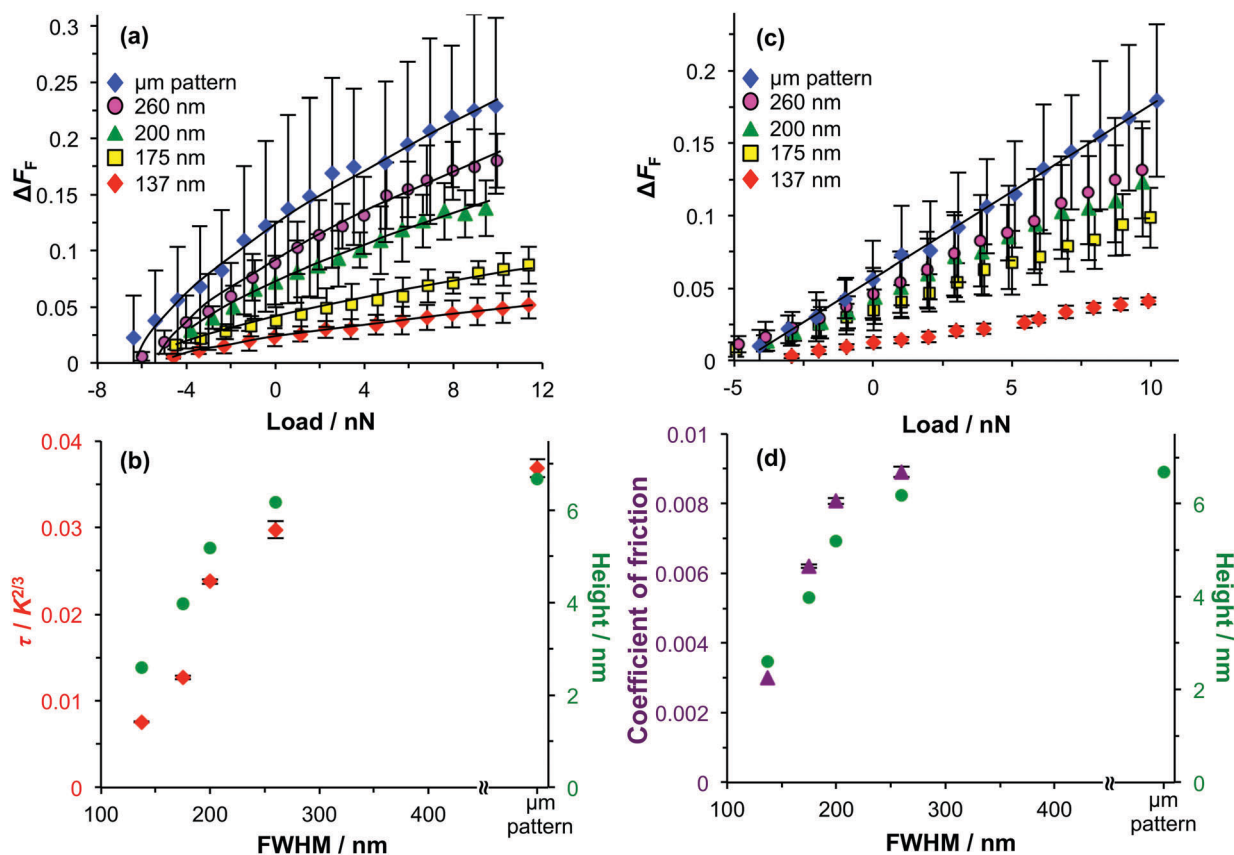 (a)
ΔF_F
0.3
0.25
0.2
0.15
0.1
0.05
0
μm pattern
260 nm
200 nm
175 nm
137 nm
-8 -4 0 4 8 12
Load / nN
(c)
ΔF_F
0.2
0.15
0.1
0.05
0
μm pattern
260 nm
200 nm
175 nm
137 nm
-5 0 5 10
Load / nN
(b)
τ / K^2/3
0.04
0.03
0.02
0.01
0
Height / nm
6
4
2
0
100 200 300 400 μm
pattern
FWHM / nm
(d)
Coefficient of friction
0.01
0.008
0.006
0.004
0.002
0
Height / nm
6
4
2
0
100 200 300 400 μm
pattern
FWHM / nm